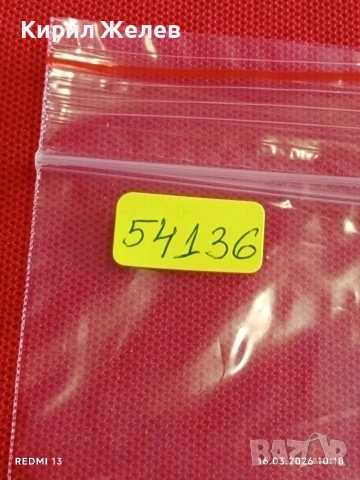 Кирил Желев
54136
REDMI 13
16.03.2026 10:18
BAZAR